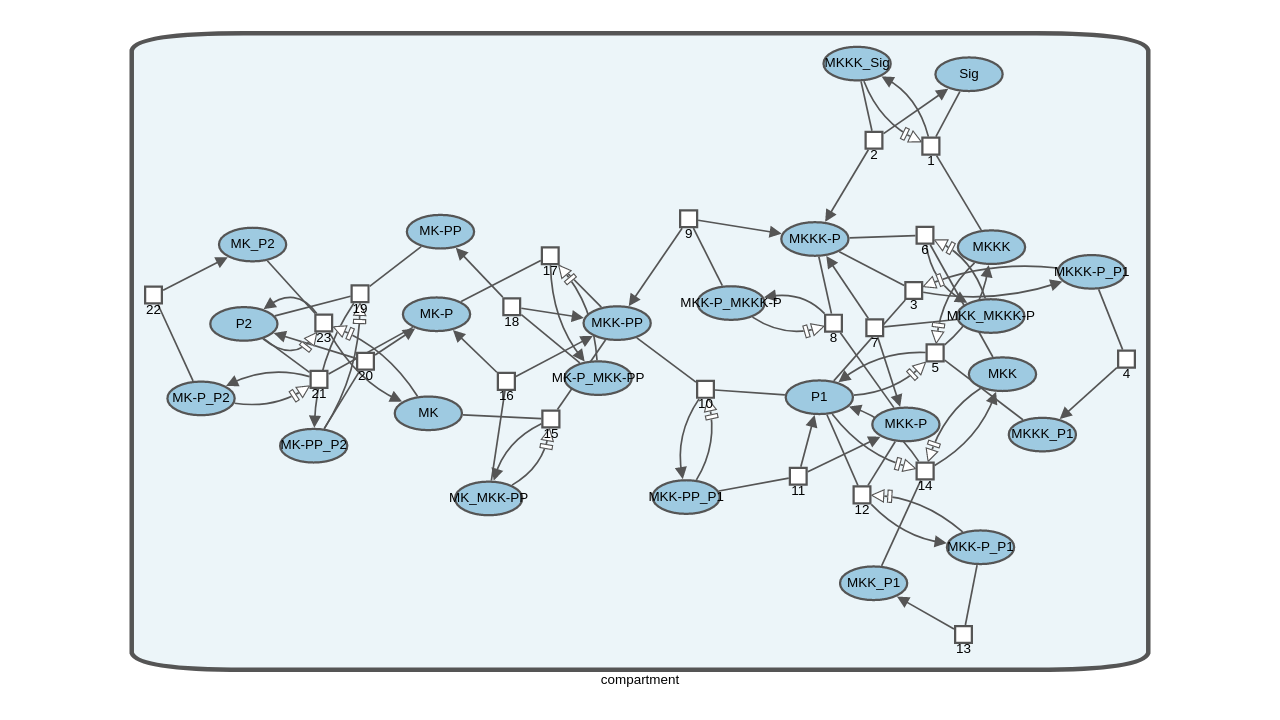 MKKK_Sig
Sig
2
1
MK-PP
MK_P2
9
MKKK-P
6
MKKK
17
MKKK-P_P1
22
19
18
MK-P
P2
23
MKK-PP
MKK-P_MKKK-P
8
7
3
MKK_MKKK-P
5
4
20
MK-P_MKK-PP
MKK
21
16
MK-P_P2
MK
10
P1
MKK-P
MKKK_P1
15
MK-PP_P2
MK_MKK-PP
MKK-PP_P1
11
14
12
MKK-P_P1
MKK_P1
13
compartment